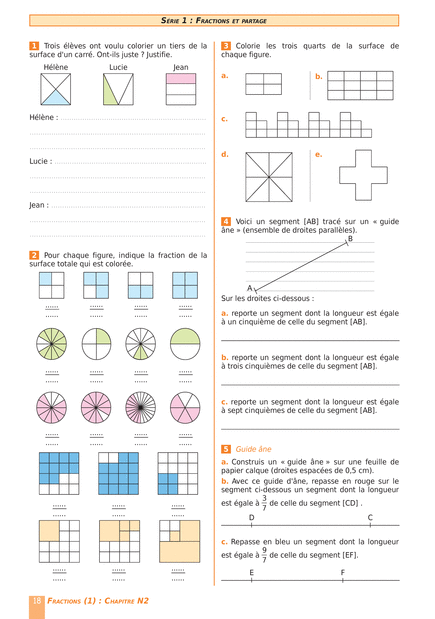 SÉRIE 1 : FRACTIONS ET PARTAGE
1 Trois élèves ont voulu colorier un tiers de la
surface d'un carré. Ont-ils juste ? Justifie.
Hélène Lucie Jean
Hélène : ........................................
........................................
........................................
Lucie : ........................................
........................................
........................................
Jean : ........................................
........................................
........................................
2 Pour chaque figure, indique la fraction de la
surface totale qui est colorée.
...... ...... ...... ......
...... ...... ...... ......
...... ...... ...... ......
...... ...... ...... ......
...... ...... ...... ......
...... ...... ...... ......
...... ...... ......
...... ...... ......
...... ...... ......
...... ...... ......
3 Colorie les trois quarts de la surface de
chaque figure.
a. b.
c.
d. e.
4 Voici un segment [AB] tracé sur un « guide
âne » (ensemble de droites parallèles).
B
A
Sur les droites ci-dessous :
a. reporte un segment dont la longueur est égale
à un cinquième de celle du segment [AB].
b. reporte un segment dont la longueur est égale
à trois cinquièmes de celle du segment [AB].
c. reporte un segment dont la longueur est égale
à sept cinquièmes de celle du segment [AB].
5 Guide âne
a. Construis un « guide âne » sur une feuille de
papier calque (droites espacées de 0,5 cm).
b. Avec ce guide d'âne, repasse en rouge sur le
segment ci-dessous un segment dont la longueur
est égale à 3/7 de celle du segment [CD] .
D C
c. Repasse en bleu un segment dont la longueur
est égale à 9/7 de celle du segment [EF].
E F
18 FRACTIONS (1) : CHAPITRE N2